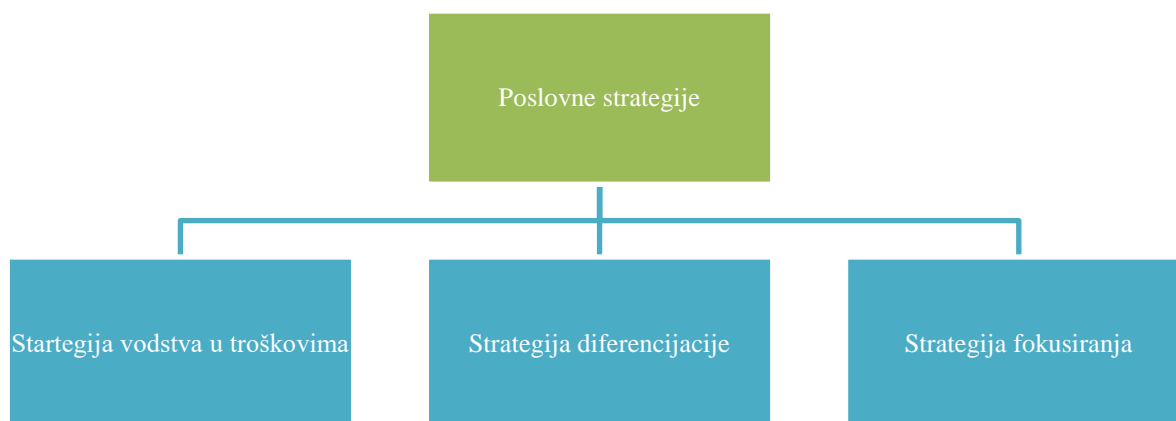 Poslovne strategije
Startegija vodstva u troškovima
Strategija diferencijacije
Strategija fokusiranja